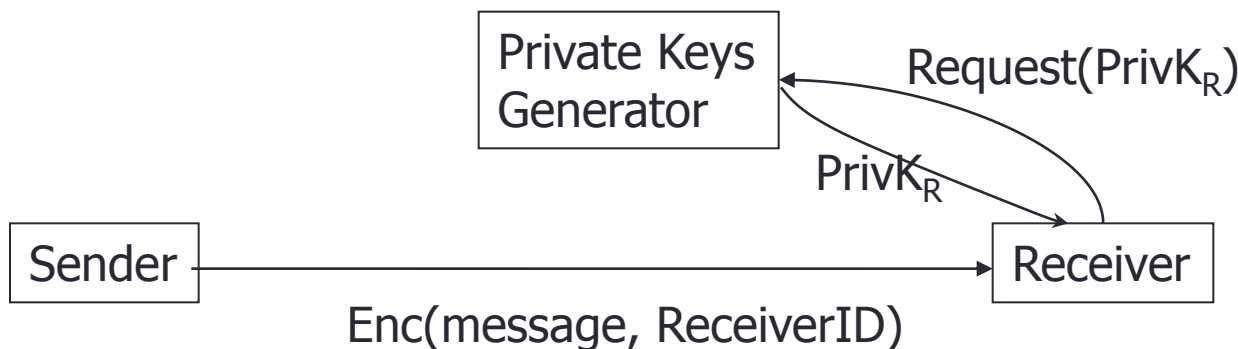 Private Keys
Generator
Request(PrivK_R)
PrivK_R
Sender
Receiver
Enc(message, ReceiverID)